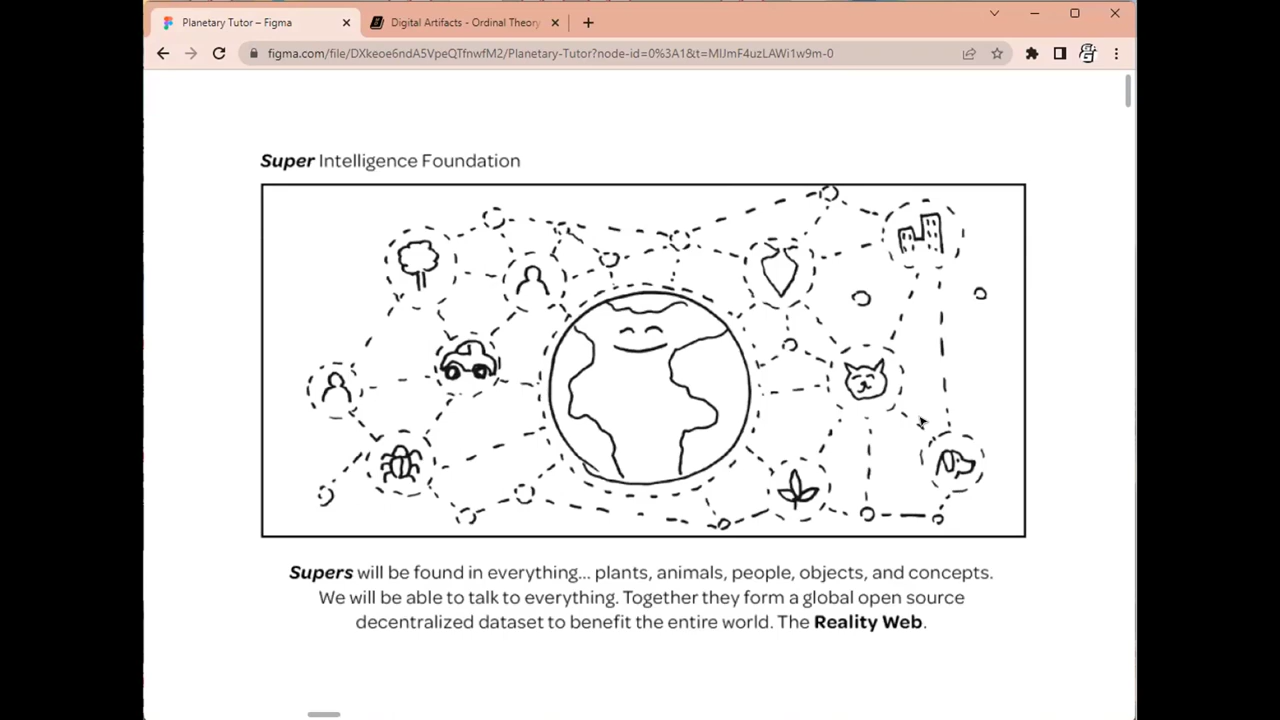 Planetary Tutor – Figma
Digital Artifacts - Ordinal Theory
figma.com/file/DXkeoe6ndA5VpeQTfnwfM2/Planetary-Tutor?node-id=0%3A1&t=MIJmF4uzLAWi1w9m-0
Super Intelligence Foundation
Supers will be found in everything... plants, animals, people, objects, and concepts.
We will be able to talk to everything. Together they form a global open source
decentralized dataset to benefit the entire world. The Reality Web.